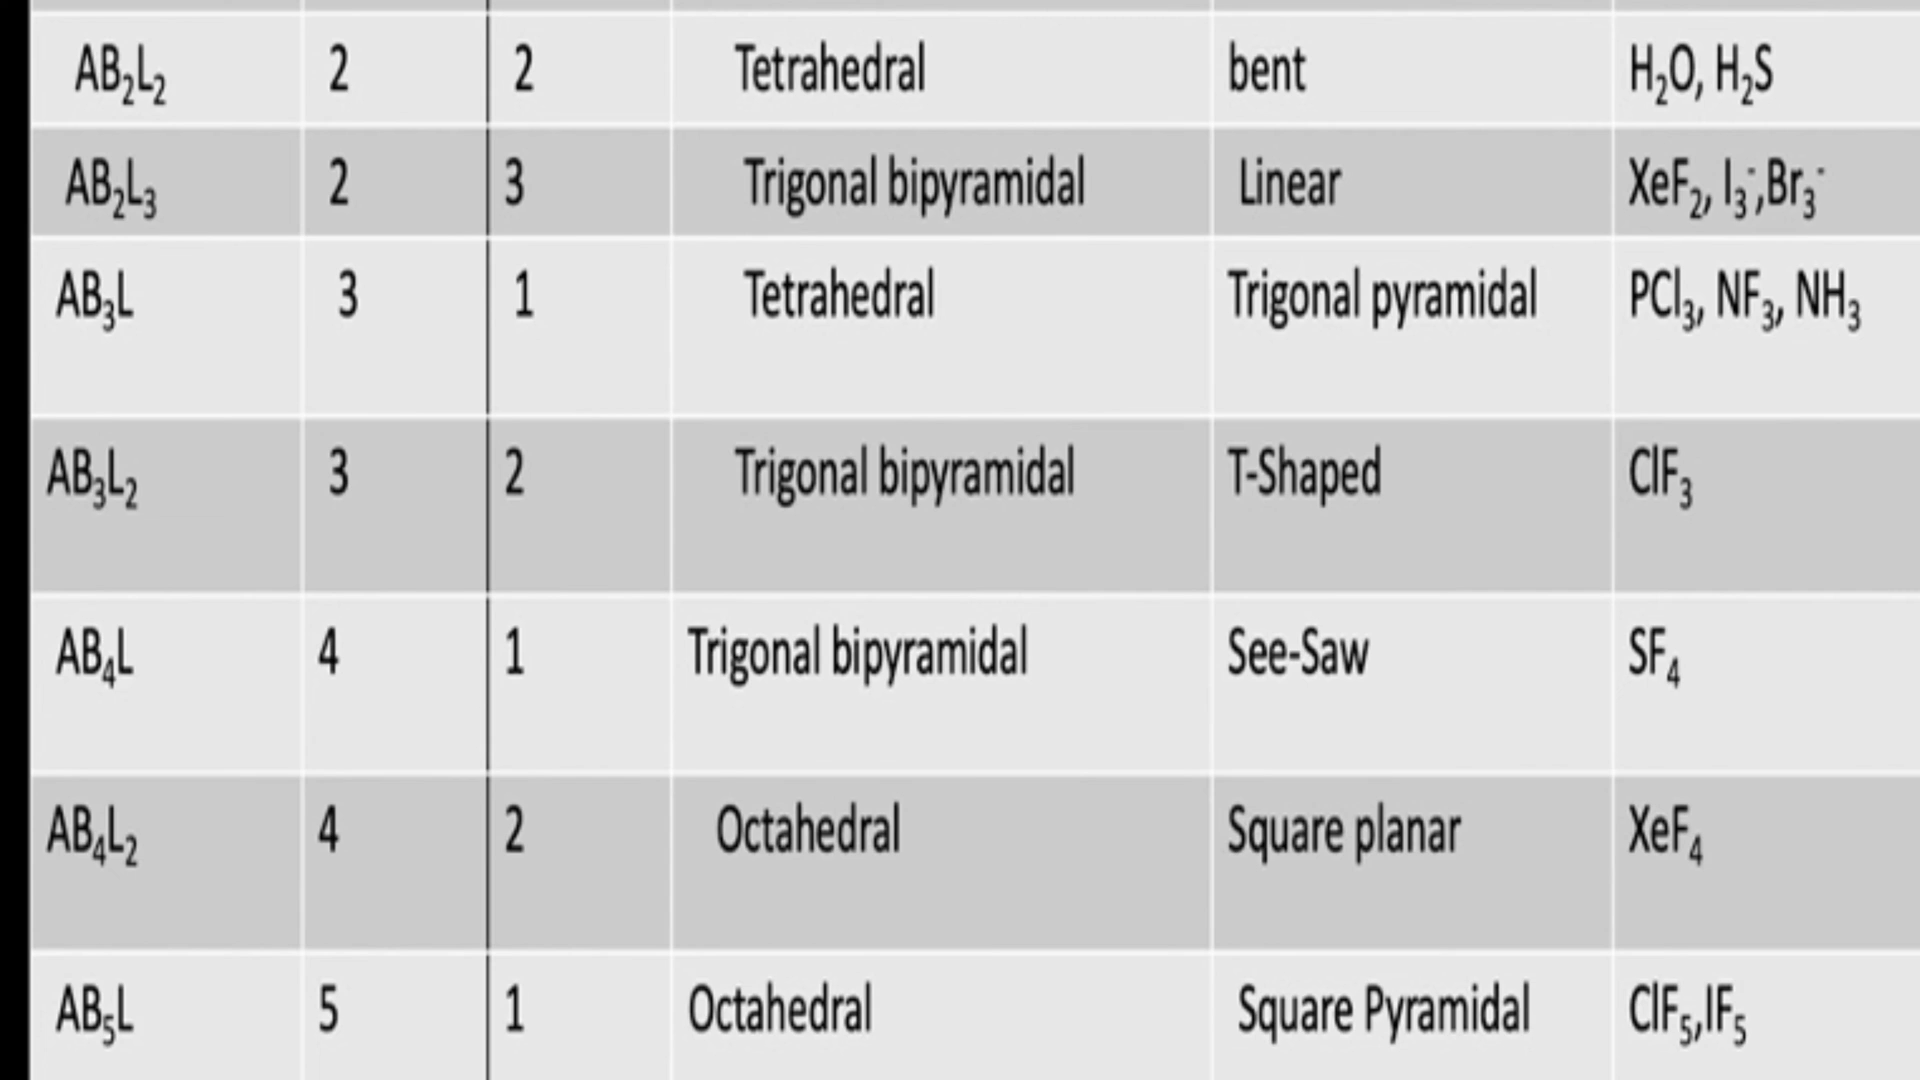 AB₂L₂ 2 2 Tetrahedral bent H₂O, H₂S
AB₂L₃ 2 3 Trigonal bipyramidal Linear XeF₂, I₃⁻,Br₃⁻
AB₃L 3 1 Tetrahedral Trigonal pyramidal PCl₃, NF₃, NH₃
AB₃L₂ 3 2 Trigonal bipyramidal T-Shaped ClF₃
AB₄L 4 1 Trigonal bipyramidal See-Saw SF₄
AB₄L₂ 4 2 Octahedral Square planar XeF₄
AB₅L 5 1 Octahedral Square Pyramidal ClF₅,IF₅